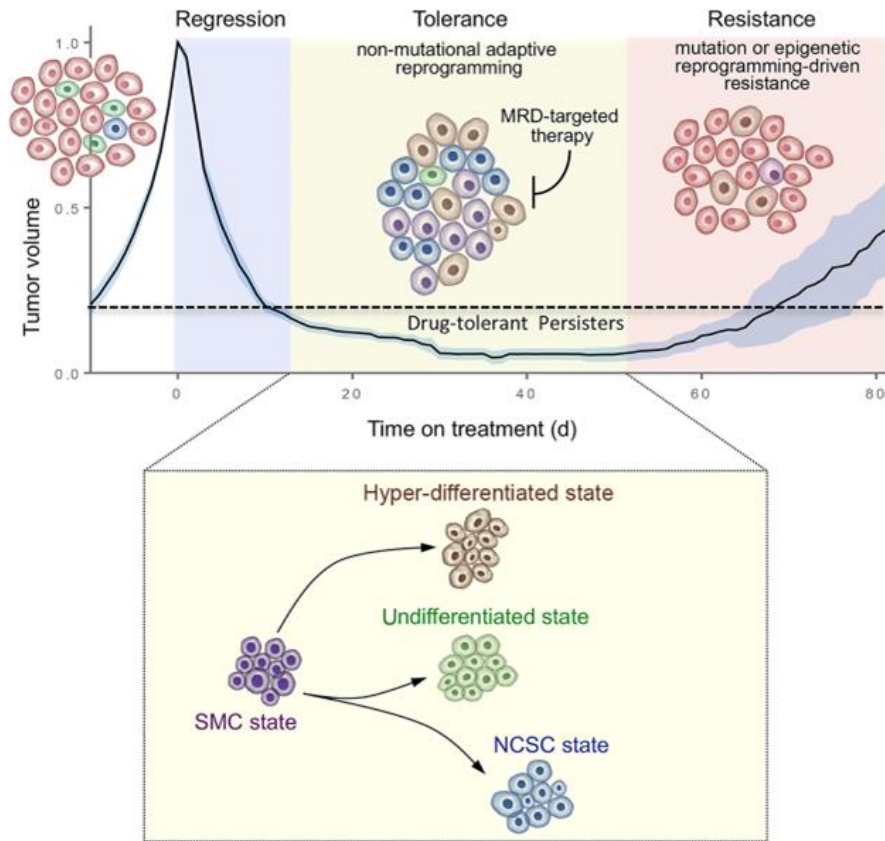 Regression
Tolerance
Resistance
non-mutational adaptive
reprogramming
mutation or epigenetic
reprogramming-driven
resistance
MRD-targeted
therapy
1.0
0.5
0.0
Tumor volume
Drug-tolerant Persisters
0
20
40
60
80
Time on treatment (d)
Hyper-differentiated state
Undifferentiated state
SMC state
NCSC state